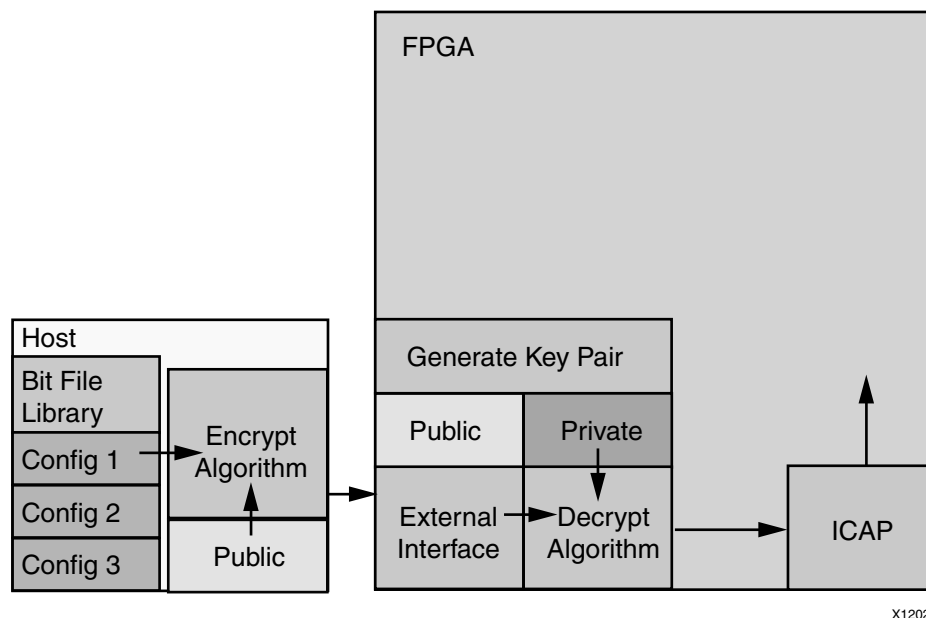 FPGA
Host
Bit File
Library
Config 1
Config 2
Config 3
Encrypt
Algorithm
Public
Generate Key Pair
Public
Private
External
Interface
Decrypt
Algorithm
ICAP
X1202